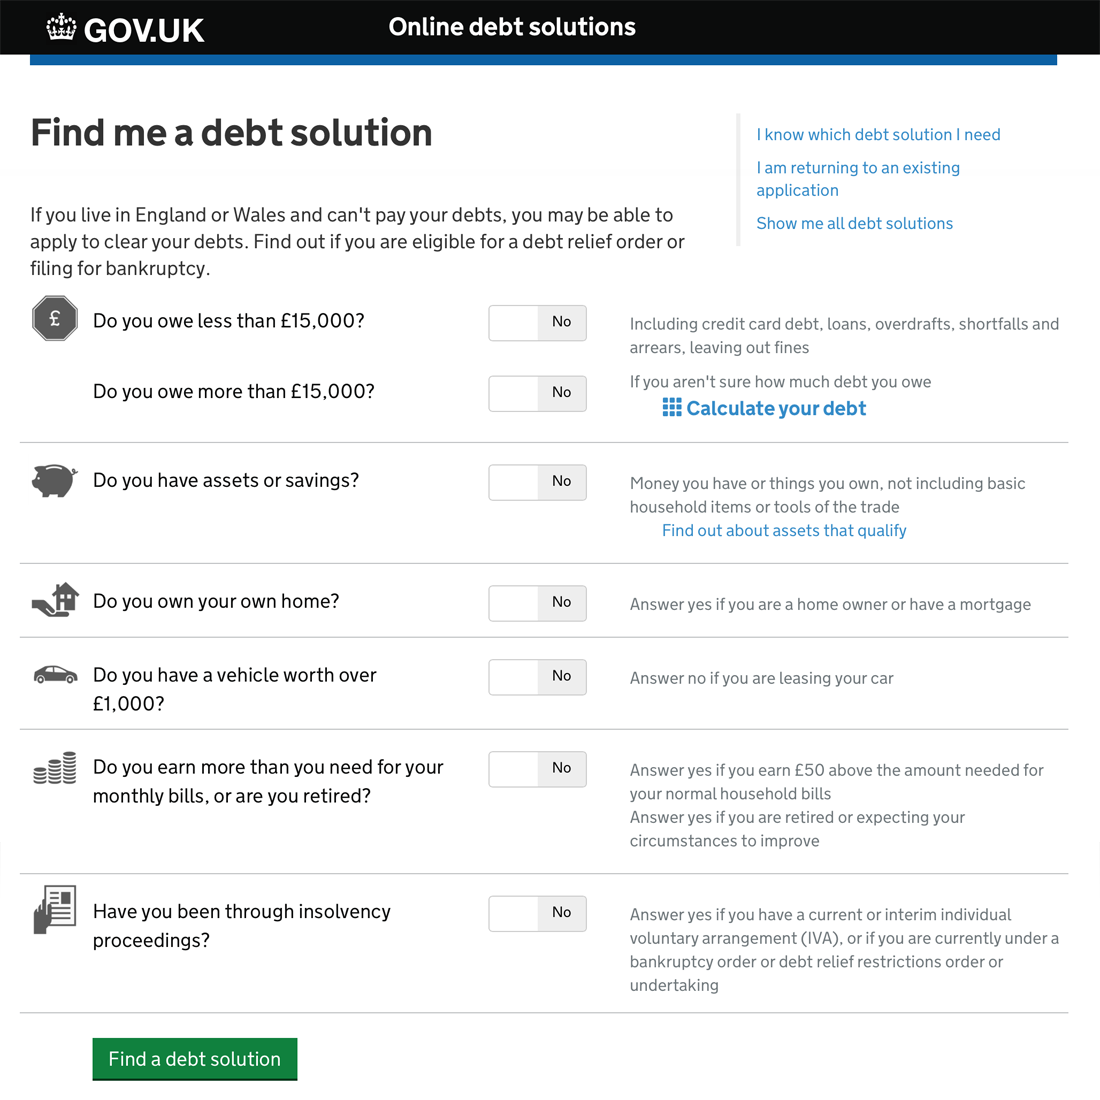 GOV.UK
Online debt solutions
Find me a debt solution
I know which debt solution I need
I am returning to an existing
application
Show me all debt solutions
If you live in England or Wales and can't pay your debts, you may be able to
apply to clear your debts. Find out if you are eligible for a debt relief order or
filing for bankruptcy.
£
Do you owe less than £15,000?
No
Including credit card debt, loans, overdrafts, shortfalls and
arrears, leaving out fines
Do you owe more than £15,000?
No
If you aren't sure how much debt you owe
Calculate your debt
Do you have assets or savings?
No
Money you have or things you own, not including basic
household items or tools of the trade
Find out about assets that qualify
Do you own your own home?
No
Answer yes if you are a home owner or have a mortgage
Do you have a vehicle worth over
£1,000?
No
Answer no if you are leasing your car
Do you earn more than you need for your
monthly bills, or are you retired?
No
Answer yes if you earn £50 above the amount needed for
your normal household bills
Answer yes if you are retired or expecting your
circumstances to improve
Have you been through insolvency
proceedings?
No
Answer yes if you have a current or interim individual
voluntary arrangement (IVA), or if you are currently under a
bankruptcy order or debt relief restrictions order or
undertaking
Find a debt solution